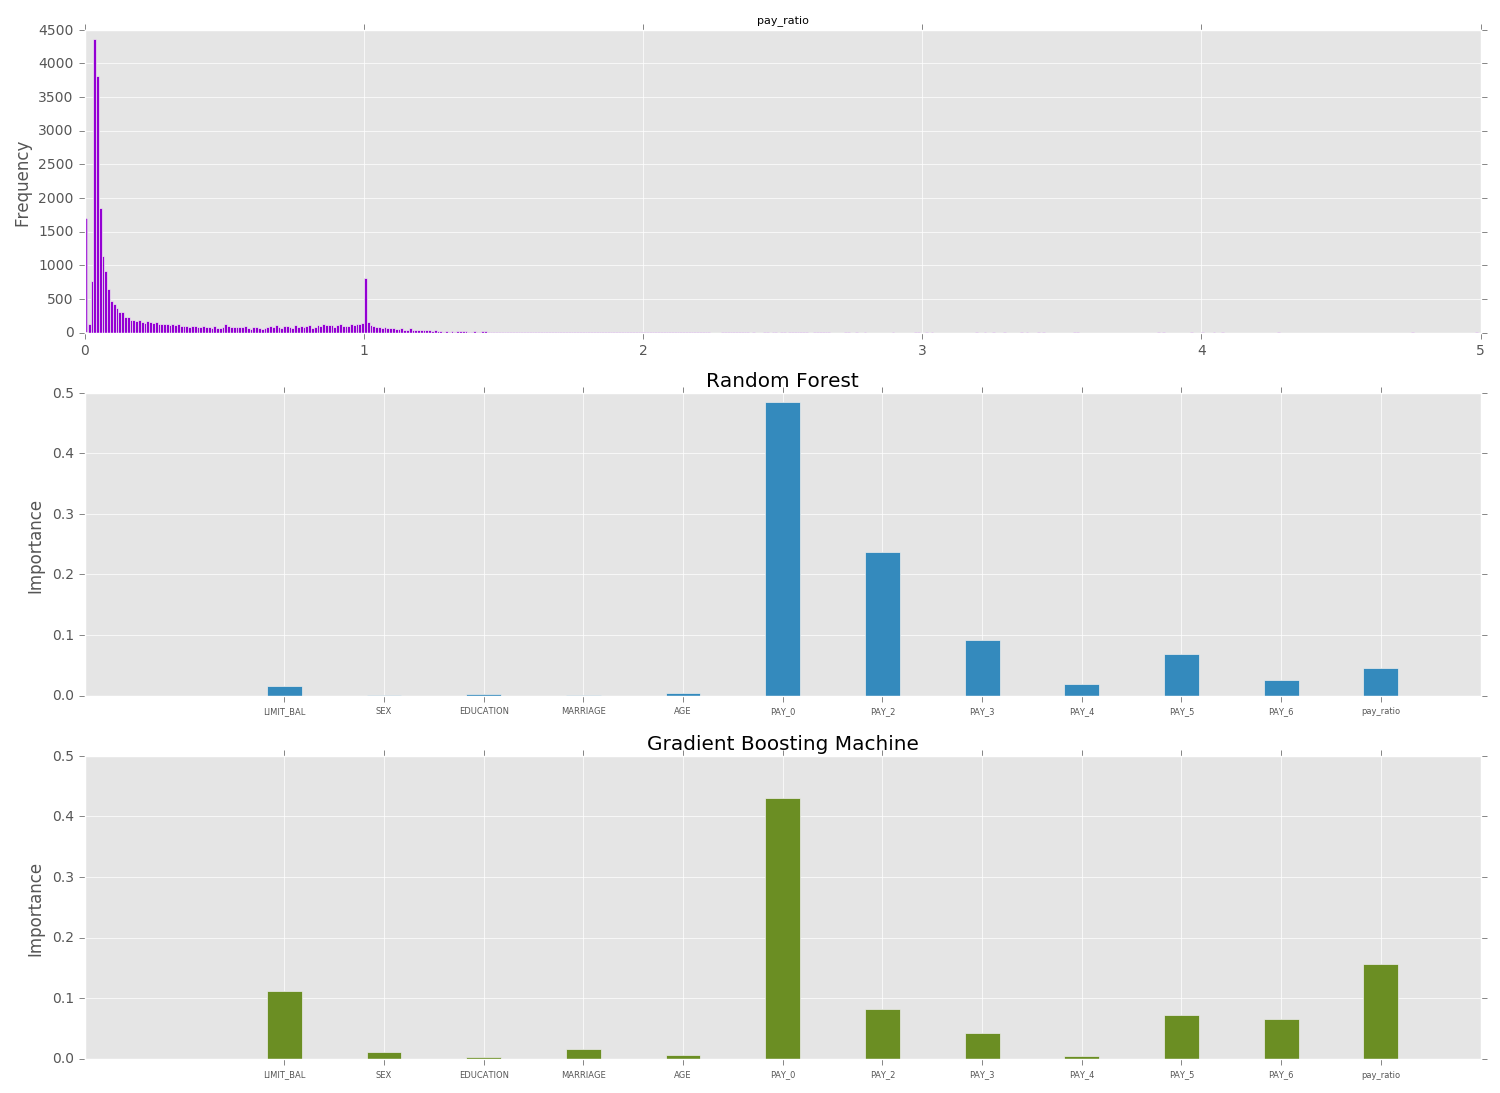 pay_ratio
4500
4000
3500
3000
2500
2000
1500
1000
500
0
Frequency
0 1 2 3 4 5
Random Forest
0.5
0.4
0.3
0.2
0.1
0.0
Importance
LIMIT_BAL SEX EDUCATION MARRIAGE AGE PAY_0 PAY_2 PAY_3 PAY_4 PAY_5 PAY_6 pay_ratio
Gradient Boosting Machine
0.5
0.4
0.3
0.2
0.1
0.0
Importance
LIMIT_BAL SEX EDUCATION MARRIAGE AGE PAY_0 PAY_2 PAY_3 PAY_4 PAY_5 PAY_6 pay_ratio